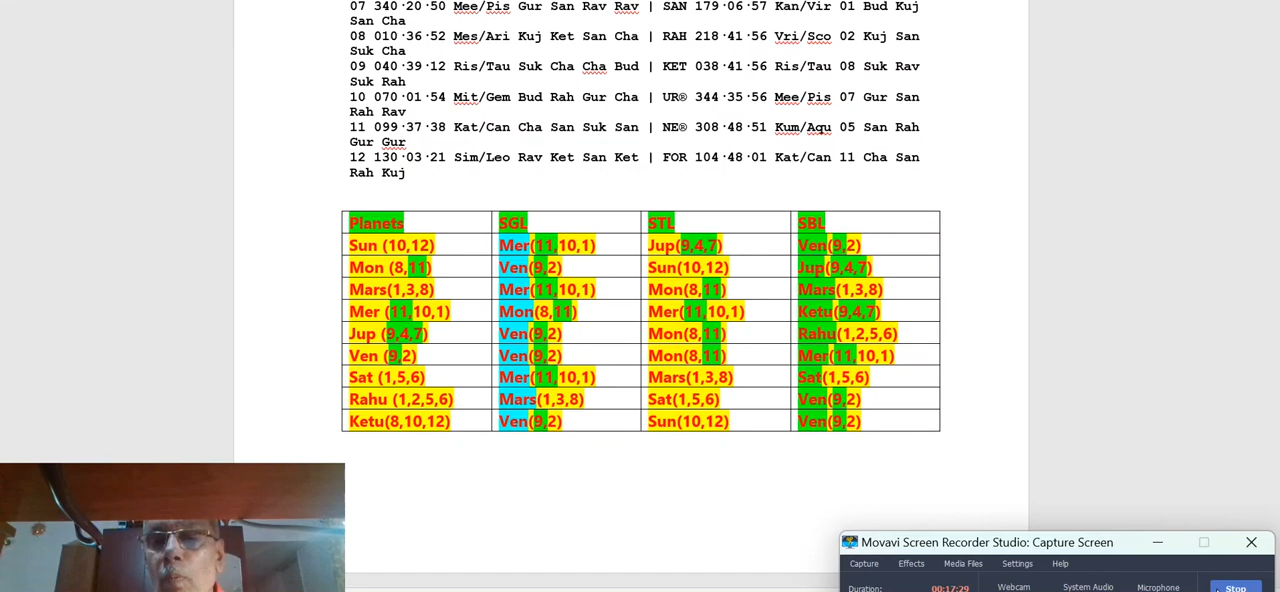 07 340·20·50 Mee/Pis Gur San Rav Rav | SAN 179·06·57 Kan/Vir 01 Bud Kuj
San Cha
08 010·36·52 Mes/Ari Kuj Ket San Cha | RAH 218·41·56 Vri/Sco 02 Kuj San
Suk Cha
09 040·39·12 Ris/Tau Suk Cha Cha Bud | KET 038·41·56 Ris/Tau 08 Suk Rav
Suk Rah
10 070·01·54 Mit/Gem Bud Rah Gur Cha | UR® 344·35·56 Mee/Pis 07 Gur San
Rah Rav
11 099·37·38 Kat/Can Cha San Suk San | NE® 308·48·51 Kum/Aqu 05 San Rah
Gur Gur
12 130·03·21 Sim/Leo Rav Ket San Ket | FOR 104·48·01 Kat/Can 11 Cha San
Rah Kuj
Planets SGL STL SBL
Sun (10,12) Mer(11,10,1) Jup(9,4,7) Ven(9,2)
Mon (8,11) Ven(9,2) Sun(10,12) Jup(9,4,7)
Mars(1,3,8) Mer(11,10,1) Mon(8,11) Mars(1,3,8)
Mer (11,10,1) Mon(8,11) Mer(11,10,1) Ketu(9,4,7)
Jup (9,4,7) Ven(9,2) Mon(8,11) Rahu(1,2,5,6)
Ven (9,2) Ven(9,2) Mon(8,11) Mer(11,10,1)
Sat (1,5,6) Mer(11,10,1) Mars(1,3,8) Sat(1,5,6)
Rahu (1,2,5,6) Mars(1,3,8) Sat(1,5,6) Ven(9,2)
Ketu(8,10,12) Ven(9,2) Sun(10,12) Ven(9,2)
Movavi Screen Recorder Studio: Capture Screen
Capture Effects Media Files Settings Help
Duration: 00:17:29 Webcam System Audio Microphone Stop